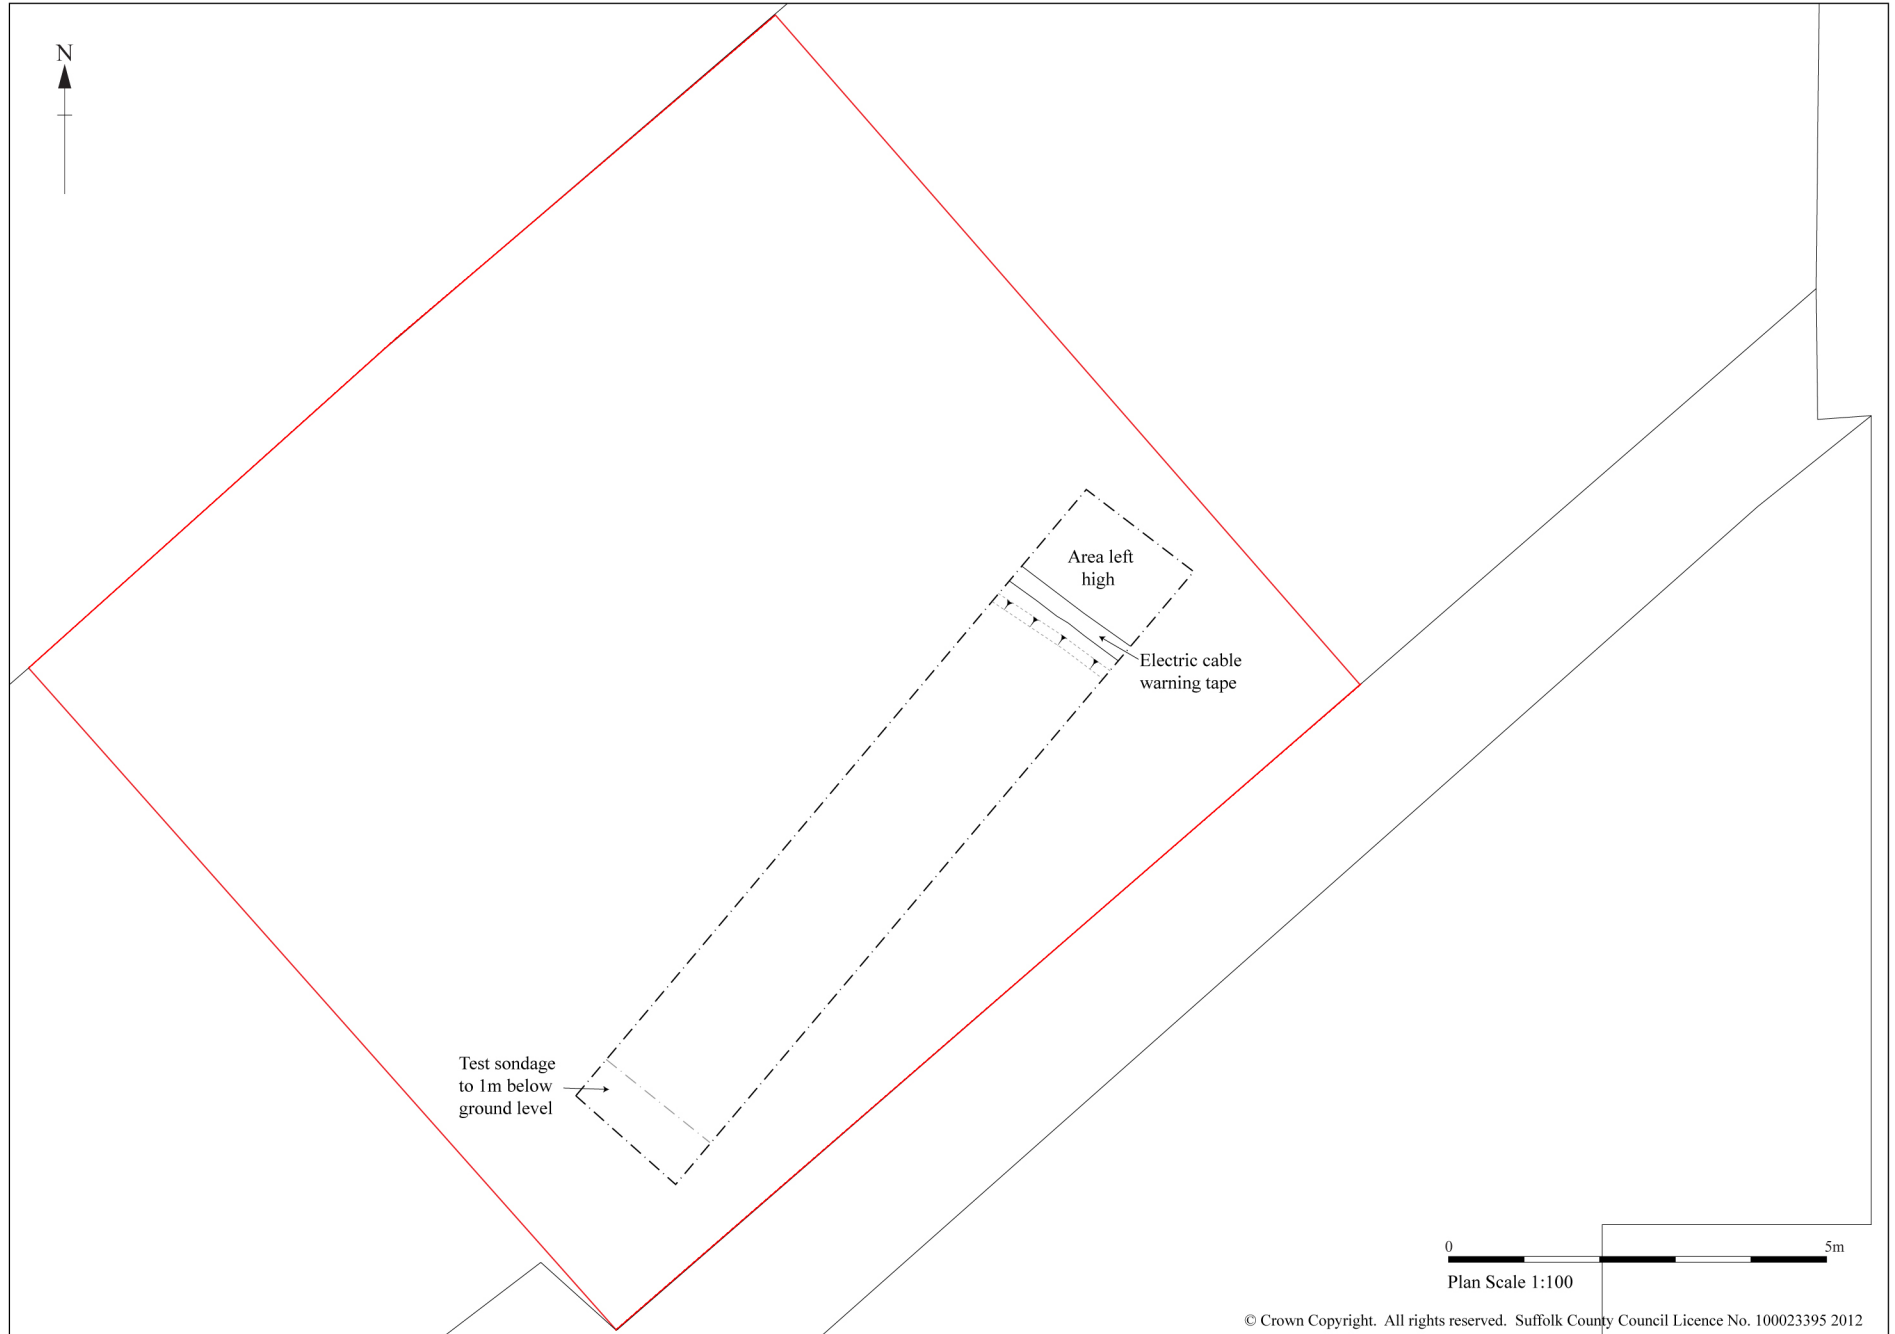 N
Area left
high
Electric cable
warning tape
Test sondage
to 1m below
ground level
0 5m
Plan Scale 1:100
© Crown Copyright. All rights reserved. Suffolk County Council Licence No. 100023395 2012